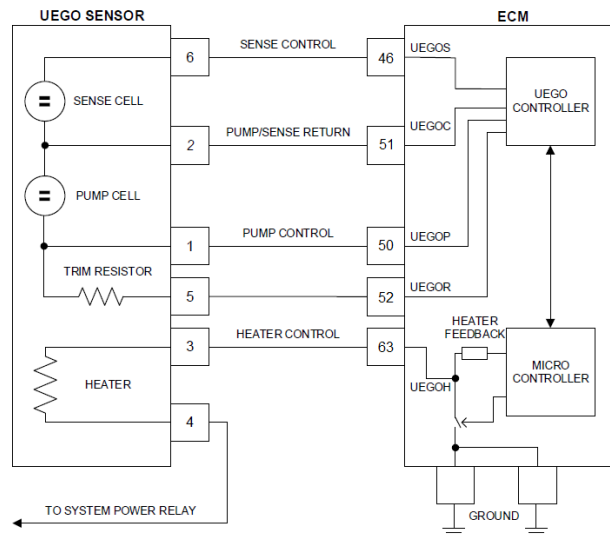 UEGO SENSOR
ECM
6
SENSE CONTROL
46
UEGOS
SENSE CELL
UEGO
CONTROLLER
2
PUMP/SENSE RETURN
51
UEGOC
PUMP CELL
1
PUMP CONTROL
50
UEGOP
TRIM RESISTOR
5
52
UEGOR
3
HEATER CONTROL
63
HEATER
FEEDBACK
MICRO
CONTROLLER
UEGOH
HEATER
4
TO SYSTEM POWER RELAY
GROUND